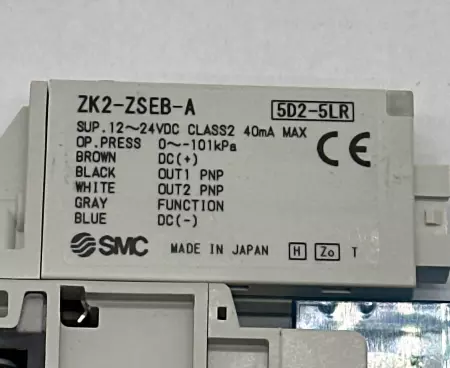 ZK2-ZSEB-A 5D2-5LR
SUP.12~24VDC CLASS2 40mA MAX
OP.PRESS 0~-101kPa
BROWN DC(+)
BLACK OUT1 PNP
WHITE OUT2 PNP
GRAY FUNCTION
BLUE DC(-)
CE
SMC MADE IN JAPAN H Zo T